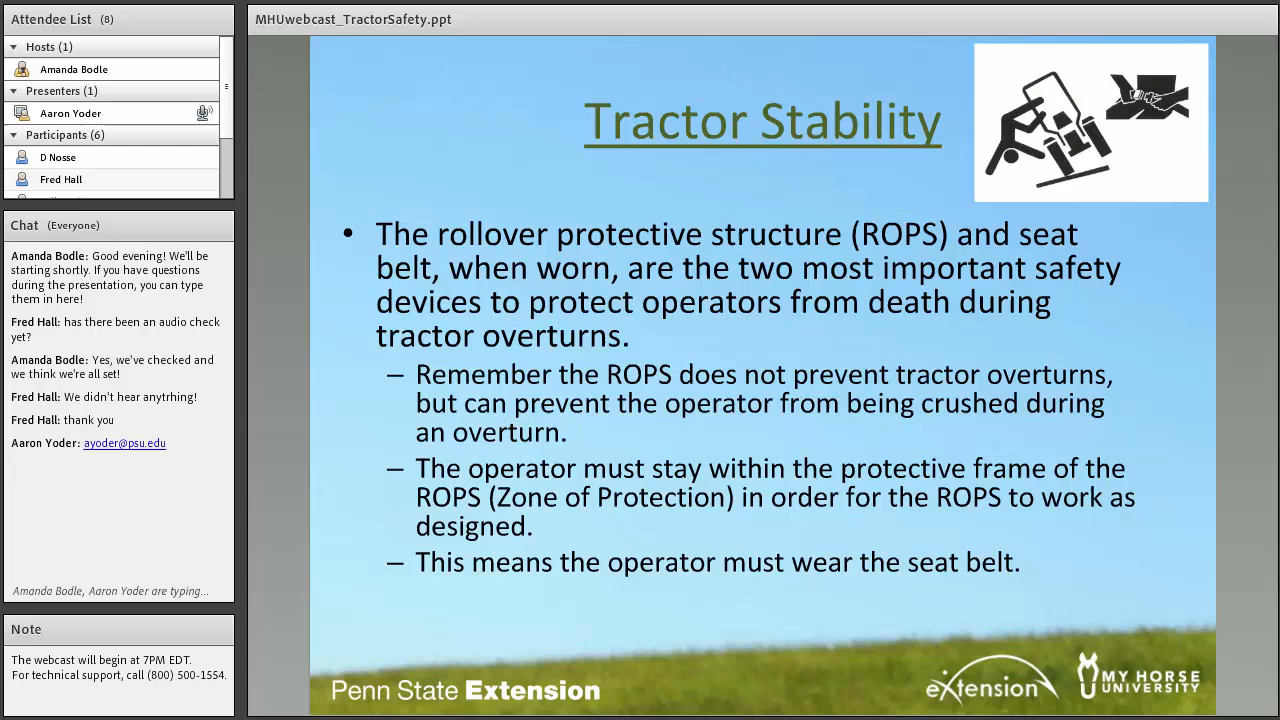 Attendee List (8)
Hosts (1)
Amanda Bodle
Presenters (1)
Aaron Yoder
Participants (6)
D Nosse
Fred Hall
Chat (Everyone)
Amanda Bodle: Good evening! We'll be
starting shortly. If you have questions
during the presentation, you can type
them in here!
Fred Hall: has there been an audio check
yet?
Amanda Bodle: Yes, we've checked and
we think we're all set!
Fred Hall: We didn't hear anytrhing!
Fred Hall: thank you
Aaron Yoder: ayoder@psu.edu
Amanda Bodle, Aaron Yoder are typing...
Note
The webcast will begin at 7PM EDT.
For technical support, call (800) 500-1554.
MHUwebcast_TractorSafety.ppt
Tractor Stability
• The rollover protective structure (ROPS) and seat
belt, when worn, are the two most important safety
devices to protect operators from death during
tractor overturns.
– Remember the ROPS does not prevent tractor overturns,
but can prevent the operator from being crushed during
an overturn.
– The operator must stay within the protective frame of the
ROPS (Zone of Protection) in order for the ROPS to work as
designed.
– This means the operator must wear the seat belt.
Penn State Extension
eXtension
MY HORSE
UNIVERSITY